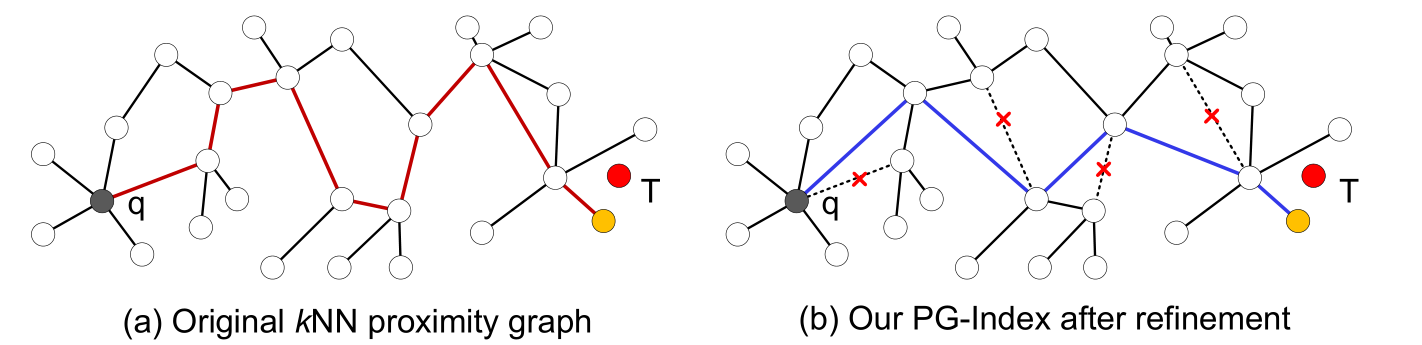 q
T
q
T
(a) Original kNN proximity graph
(b) Our PG-Index after refinement